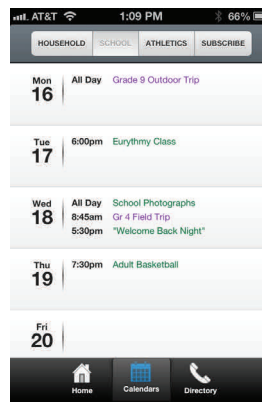 AT&T 1:09 PM 66%
HOUSEHOLD SCHOOL ATHLETICS SUBSCRIBE
Mon
16
All Day Grade 9 Outdoor Trip
Tue
17
6:00pm Eurythmy Class
Wed
18
All Day School Photographs
8:45am Gr 4 Field Trip
5:30pm "Welcome Back Night"
Thu
19
7:30pm Adult Basketball
Fri
20
Home Calendars Directory